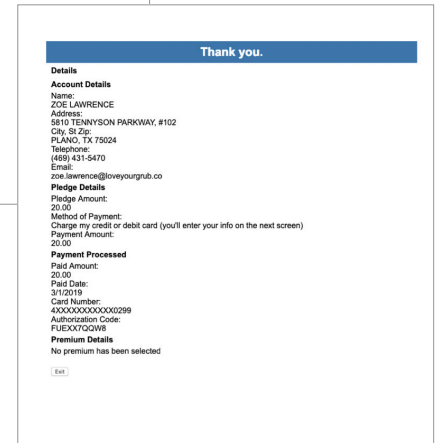 Thank you.
Details
Account Details
Name:
ZOE LAWRENCE
Address:
5810 TENNYSON PARKWAY, #102
City, St Zip:
PLANO, TX 75024
Telephone:
(469) 431-5470
Email:
zoe.lawrence@loveyourgrub.co
Pledge Details
Pledge Amount:
20.00
Method of Payment:
Charge my credit or debit card (you'll enter your info on the next screen)
Payment Amount:
20.00
Payment Processed
Paid Amount:
20.00
Paid Date:
3/1/2019
Card Number:
4XXXXXXXXXXX0299
Authorization Code:
FUEXX7QQW8
Premium Details
No premium has been selected
Exit